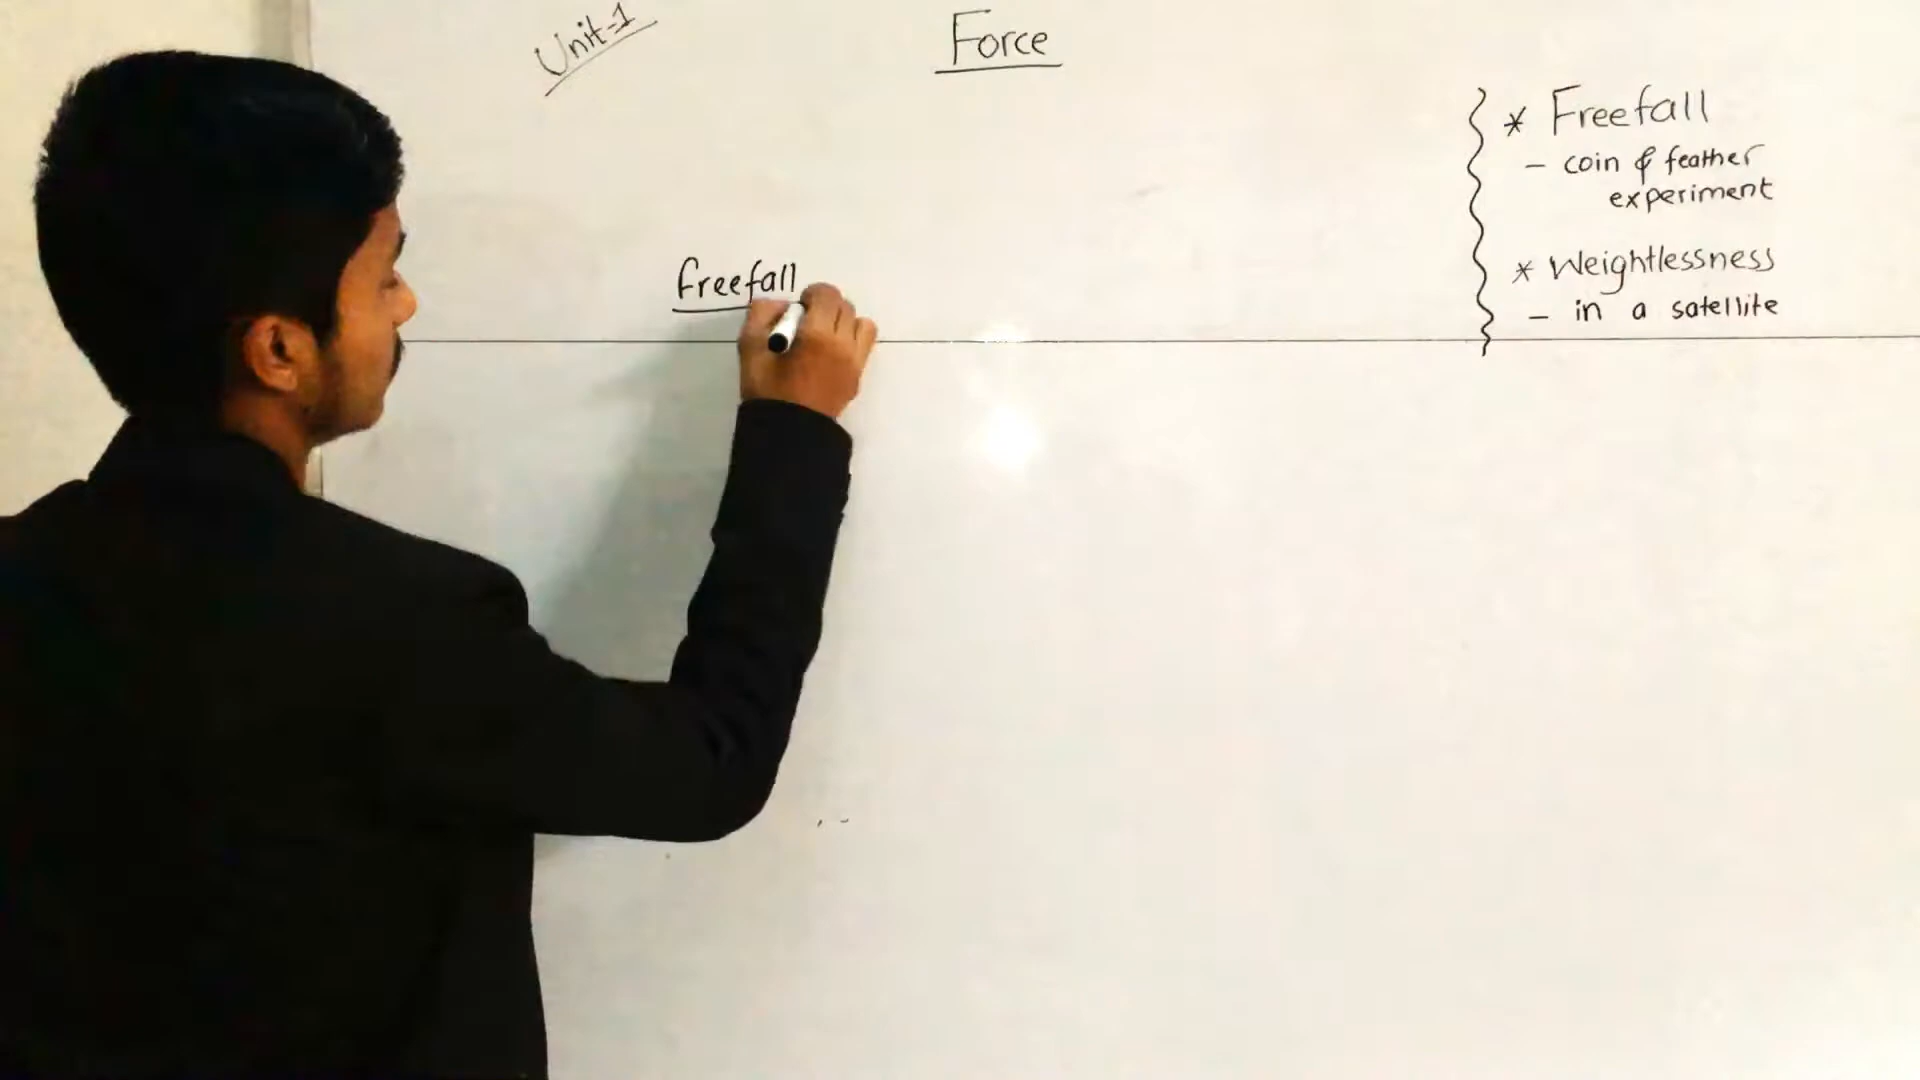 Unit-1
Force
* Freefall
- coin & feather
experiment
* Weightlessness
- in a satellite
freefall